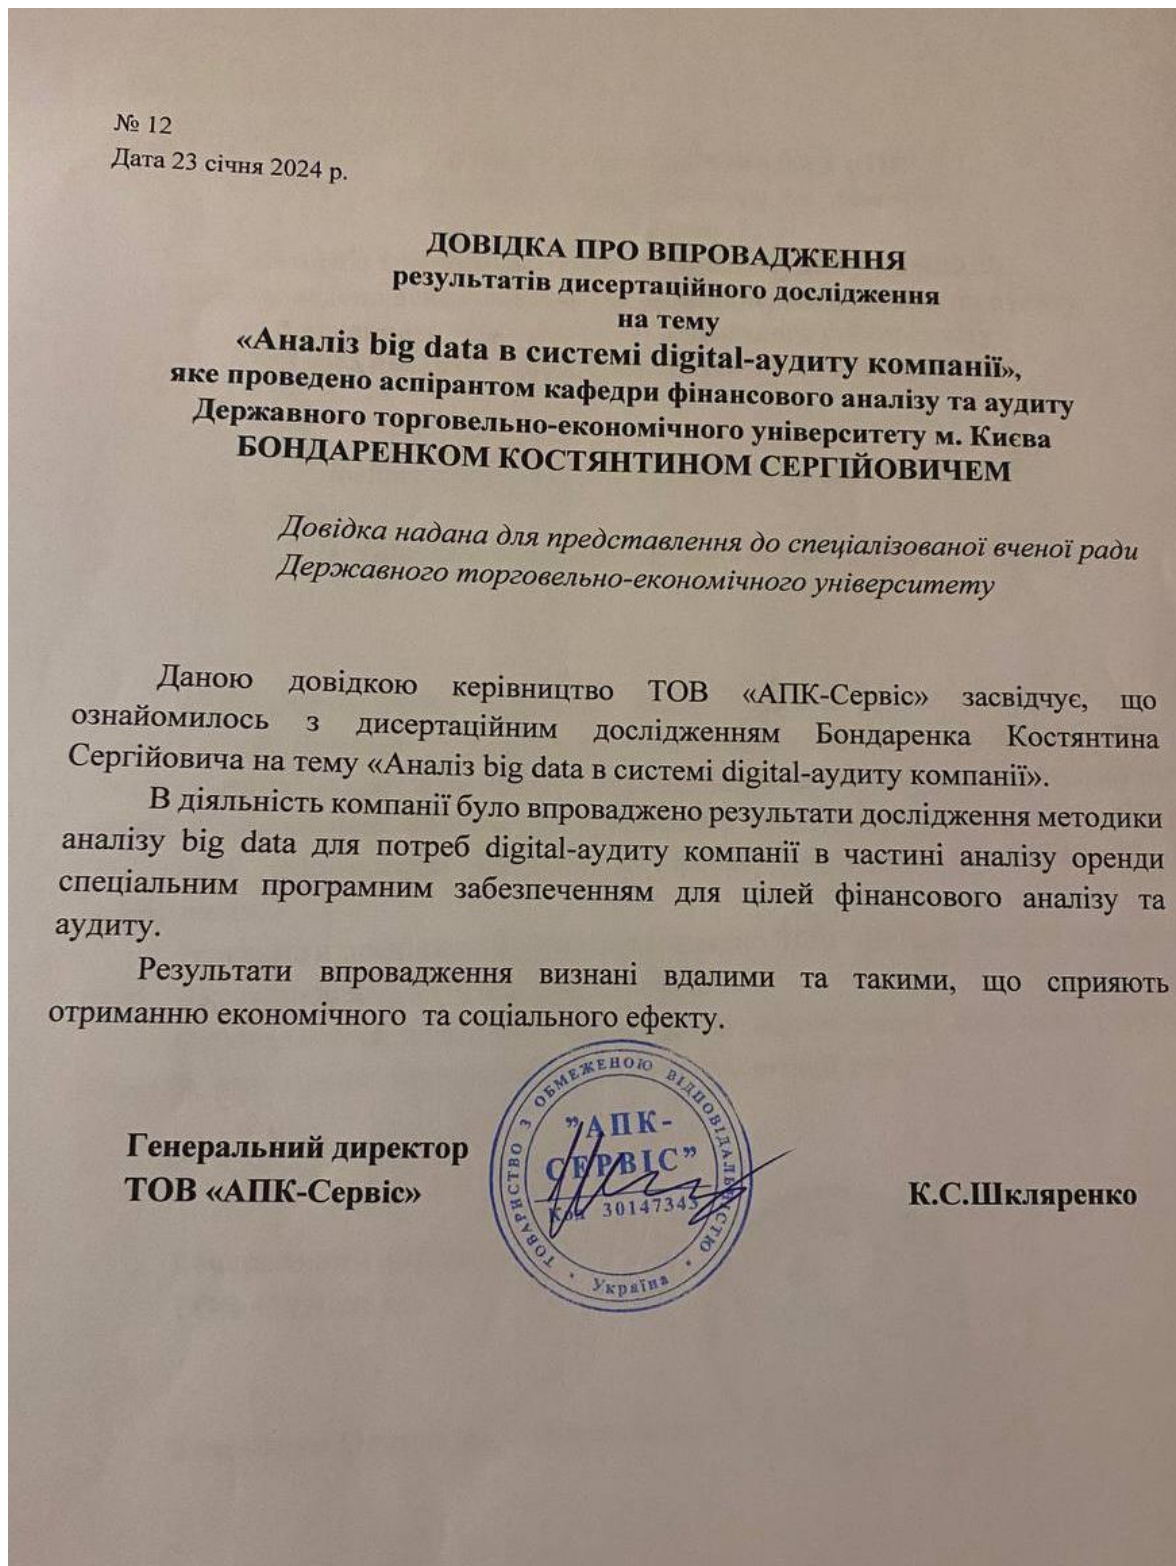 № 12
Дата 23 січня 2024 р.
ДОВІДКА ПРО ВПРОВАДЖЕННЯ
результатів дисертаційного дослідження
на тему
«Аналіз big data в системі digital-аудиту компанії»,
яке проведено аспірантом кафедри фінансового аналізу та аудиту
Державного торговельно-економічного університету м. Києва
БОНДАРЕНКОМ КОСТЯНТИНОМ СЕРГІЙОВИЧЕМ
Довідка надана для представлення до спеціалізованої вченої ради
Державного торговельно-економічного університету
Даною довідкою керівництво ТОВ «АПК-Сервіс» засвідчує, що
ознайомилось з дисертаційним дослідженням Бондаренка Костянтина
Сергійовича на тему «Аналіз big data в системі digital-аудиту компанії».
В діяльність компанії було впроваджено результати дослідження методики
аналізу big data для потреб digital-аудиту компанії в частині аналізу оренди
спеціальним програмним забезпеченням для цілей фінансового аналізу та
аудиту.
Результати впровадження визнані вдалими та такими, що сприяють
отриманню економічного та соціального ефекту.
Генеральний директор
ТОВ «АПК-Сервіс»
К.С.Шкляренко
ТОВАРИСТВО З ОБМЕЖЕНОЮ ВІДПОВІДАЛЬНІСТЮ
"АПК-
СЕРВІС"
Код 30147343
Україна